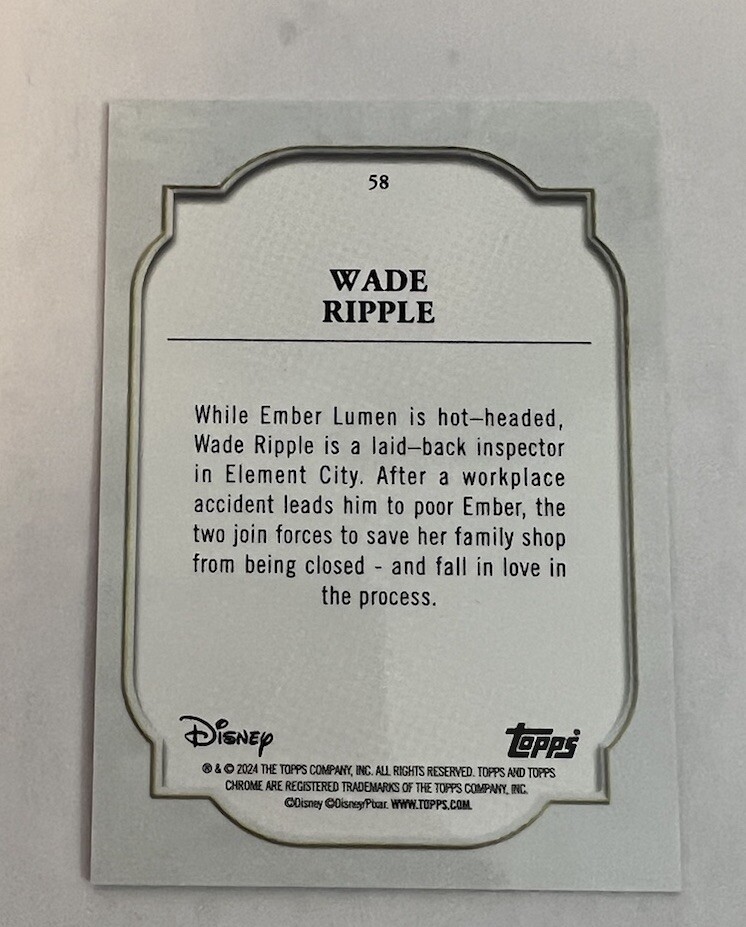 58
WADE
RIPPLE
While Ember Lumen is hot–headed,
Wade Ripple is a laid–back inspector
in Element City. After a workplace
accident leads him to poor Ember, the
two join forces to save her family shop
from being closed - and fall in love in
the process.
Disney
topps
® & © 2024 THE TOPPS COMPANY, INC. ALL RIGHTS RESERVED. TOPPS AND TOPPS
CHROME ARE REGISTERED TRADEMARKS OF THE TOPPS COMPANY, INC.
©Disney ©Disney/Pixar. WWW.TOPPS.COM.